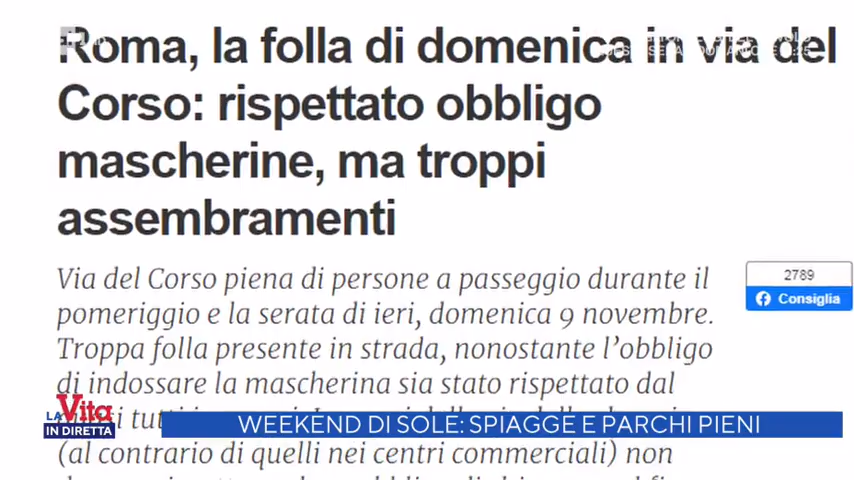 Roma, la folla di domenica in via del
Corso: rispettato obbligo
mascherine, ma troppi
assembramenti
Via del Corso piena di persone a passeggio durante il
pomeriggio e la serata di ieri, domenica 9 novembre.
2789
Consiglia
Troppa folla presente in strada, nonostante l’obbligo
di indossare la mascherina sia stato rispettato dal
LA Vita
IN DIRETTA
WEEKEND DI SOLE: SPIAGGE E PARCHI PIENI
(al contrario di quelli nei centri commerciali) non